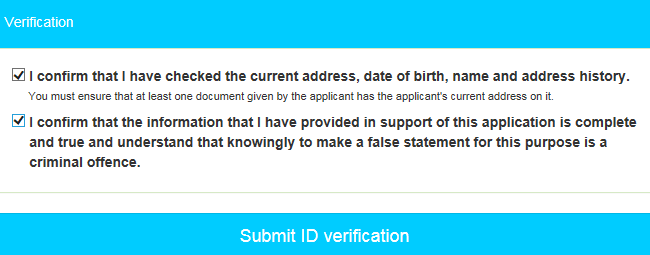 Verification
I confirm that I have checked the current address, date of birth, name and address history.
You must ensure that at least one document given by the applicant has the applicant's current address on it.
I confirm that the information that I have provided in support of this application is complete
and true and understand that knowingly to make a false statement for this purpose is a
criminal offence.
Submit ID verification